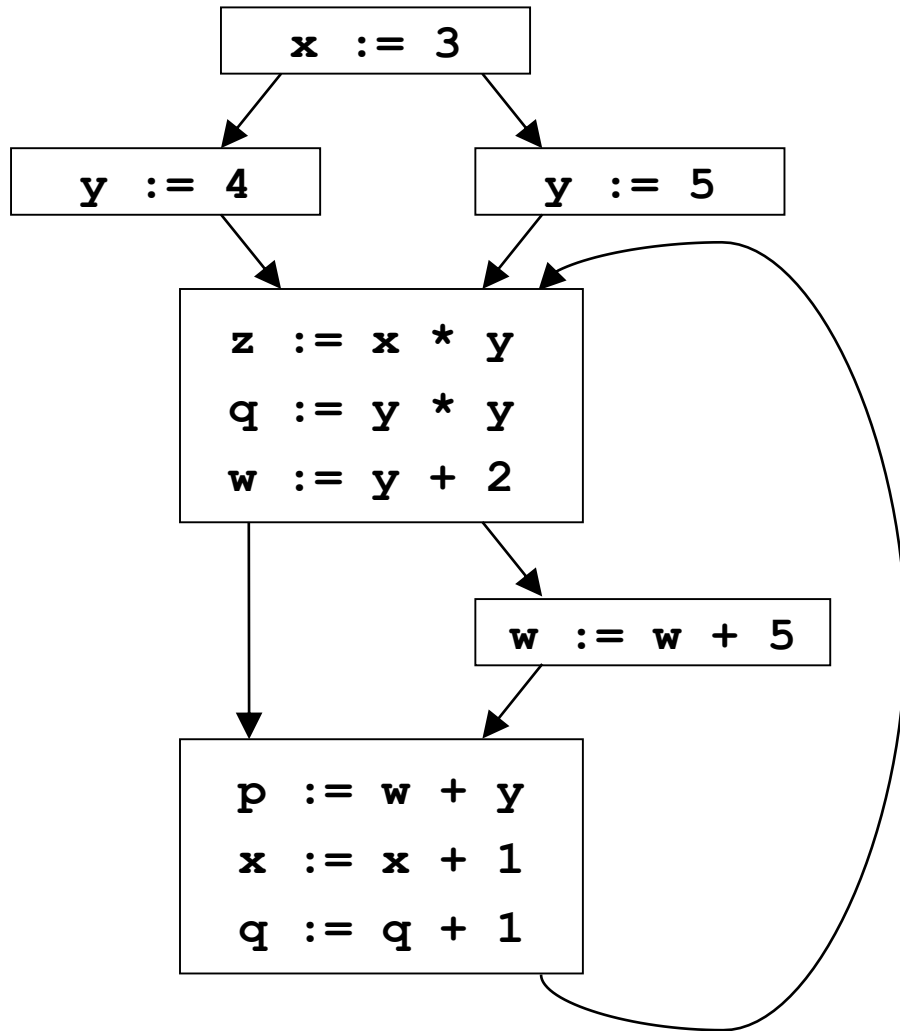 x := 3
y := 4
y := 5
z := x * y
q := y * y
w := y + 2
w := w + 5
p := w + y
x := x + 1
q := q + 1